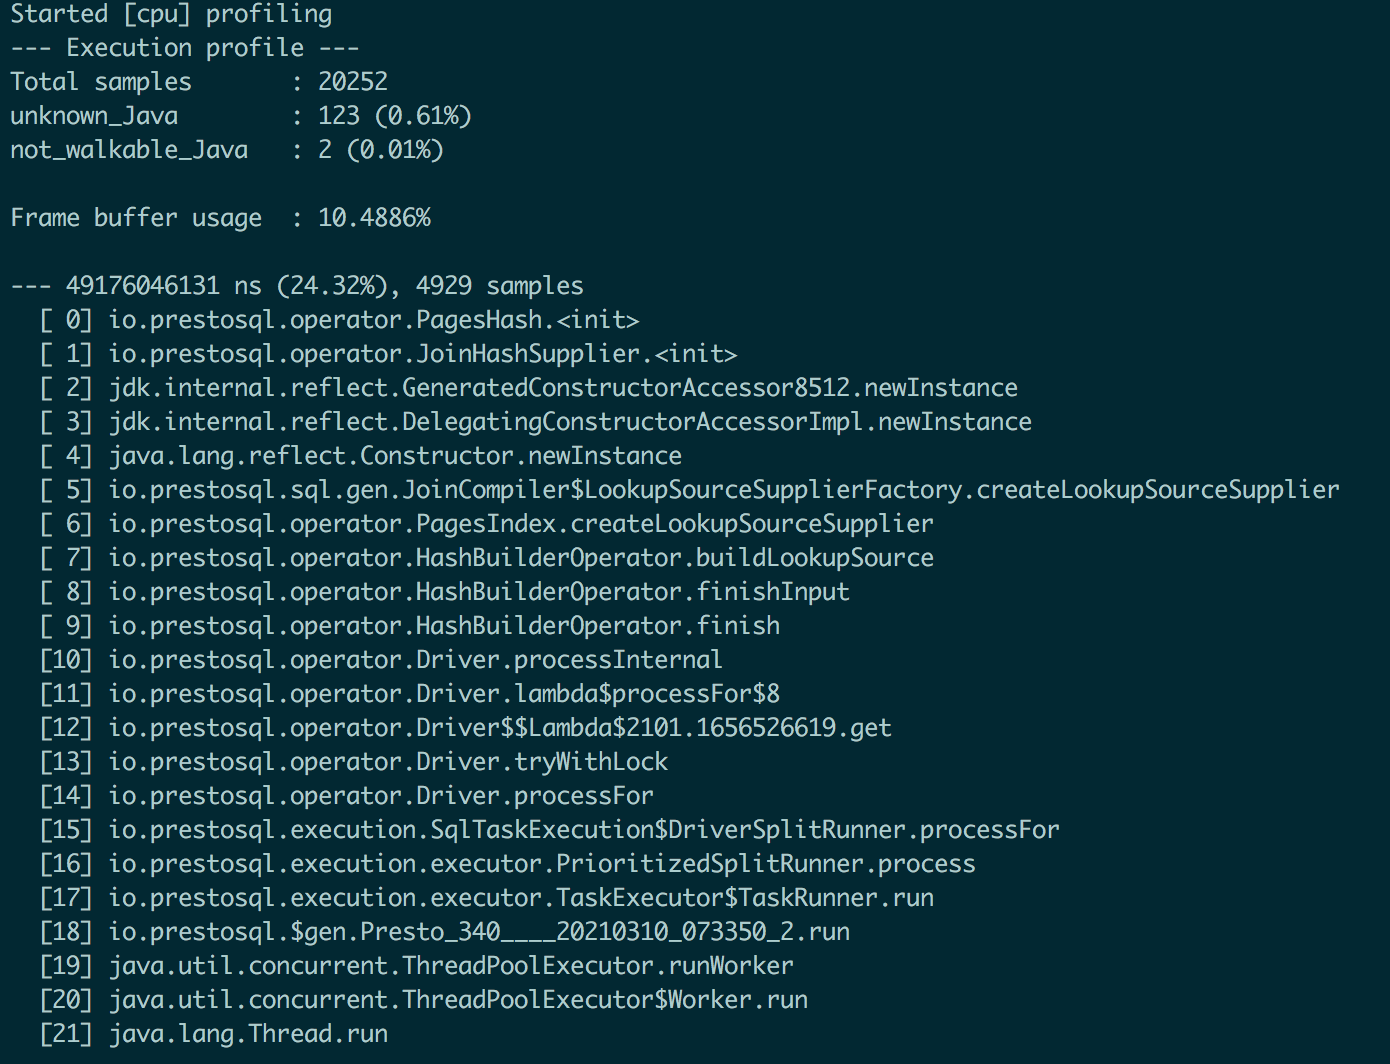 Started [cpu] profiling
--- Execution profile ---
Total samples       : 20252
unknown_Java        : 123 (0.61%)
not_walkable_Java   : 2 (0.01%)

Frame buffer usage  : 10.4886%

--- 49176046131 ns (24.32%), 4929 samples
  [ 0] io.prestosql.operator.PagesHash.<init>
  [ 1] io.prestosql.operator.JoinHashSupplier.<init>
  [ 2] jdk.internal.reflect.GeneratedConstructorAccessor8512.newInstance
  [ 3] jdk.internal.reflect.DelegatingConstructorAccessorImpl.newInstance
  [ 4] java.lang.reflect.Constructor.newInstance
  [ 5] io.prestosql.sql.gen.JoinCompiler$LookupSourceSupplierFactory.createLookupSourceSupplier
  [ 6] io.prestosql.operator.PagesIndex.createLookupSourceSupplier
  [ 7] io.prestosql.operator.HashBuilderOperator.buildLookupSource
  [ 8] io.prestosql.operator.HashBuilderOperator.finishInput
  [ 9] io.prestosql.operator.HashBuilderOperator.finish
  [10] io.prestosql.operator.Driver.processInternal
  [11] io.prestosql.operator.Driver.lambda$processFor$8
  [12] io.prestosql.operator.Driver$$Lambda$2101.1656526619.get
  [13] io.prestosql.operator.Driver.tryWithLock
  [14] io.prestosql.operator.Driver.processFor
  [15] io.prestosql.execution.SqlTaskExecution$DriverSplitRunner.processFor
  [16] io.prestosql.execution.executor.PrioritizedSplitRunner.process
  [17] io.prestosql.execution.executor.TaskExecutor$TaskRunner.run
  [18] io.prestosql.$gen.Presto_340____20210310_073350_2.run
  [19] java.util.concurrent.ThreadPoolExecutor.runWorker
  [20] java.util.concurrent.ThreadPoolExecutor$Worker.run
  [21] java.lang.Thread.run